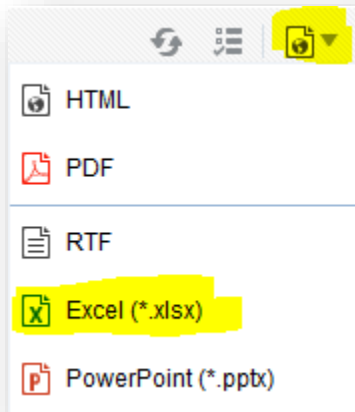 HTML
PDF
RTF
Excel (*.xlsx)
PowerPoint (*.pptx)